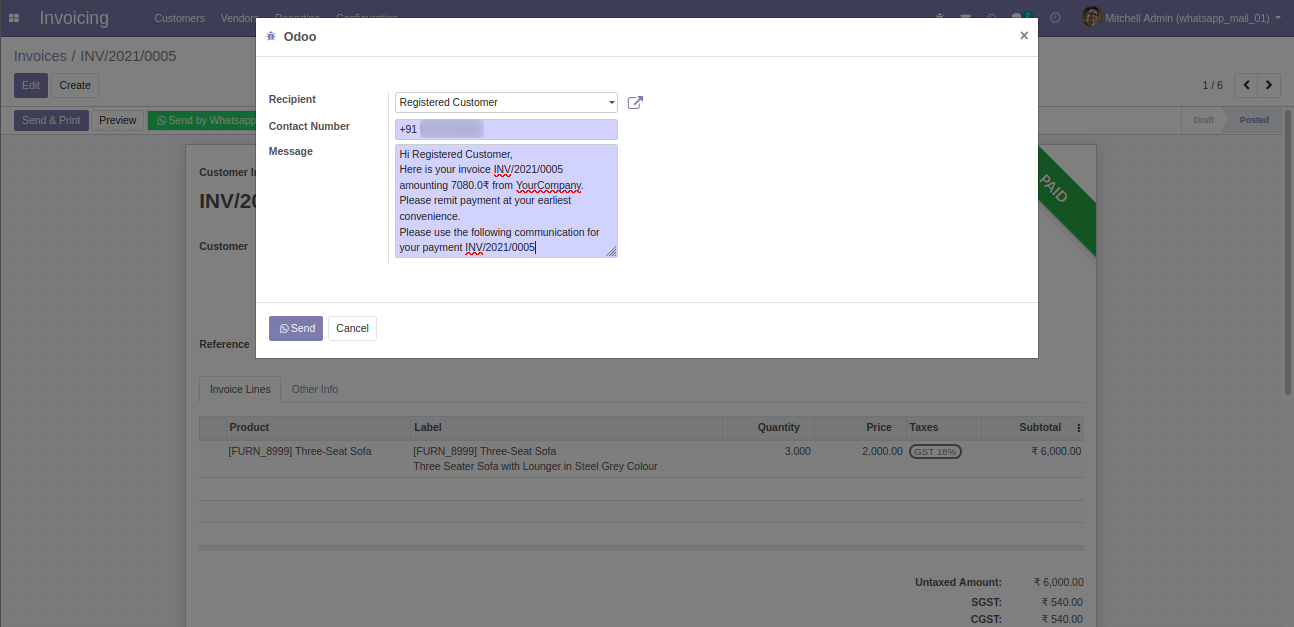 Invoicing
Customers Vendors Reporting Configuration
Mitchell Admin (whatsapp_mail_01)
Invoices / INV/2021/0005
Edit Create
1 / 6
Send & Print Preview Send by Whatsapp
Draft Posted
Odoo
×
Recipient Registered Customer
Contact Number +91
Message
Hi Registered Customer,
Here is your invoice INV/2021/0005
amounting 7080.0₹ from YourCompany.
Please remit payment at your earliest
convenience.
Please use the following communication for
your payment INV/2021/0005
Send Cancel
Customer In
INV/20
PAID
Customer
Reference
Invoice Lines Other Info
Product Label Quantity Price Taxes Subtotal
[FURN_8999] Three-Seat Sofa [FURN_8999] Three-Seat Sofa 3.000 2,000.00 GST 18% ₹ 6,000.00
Three Seater Sofa with Lounger in Steel Grey Colour
Untaxed Amount: ₹ 6,000.00
SGST: ₹ 540.00
CGST: ₹ 540.00